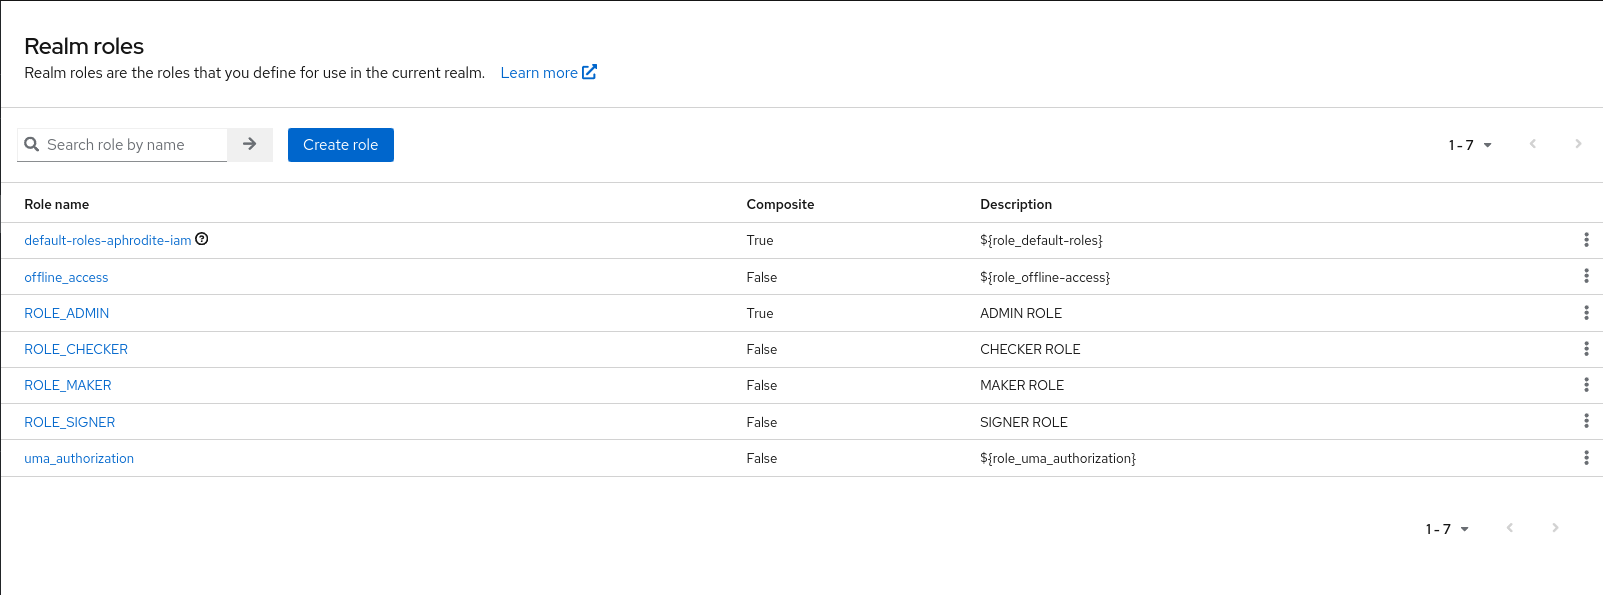 Realm roles
Realm roles are the roles that you define for use in the current realm. Learn more
Search role by name Create role 1 - 7
Role name Composite Description
default-roles-aphrodite-iam True ${role_default-roles}
offline_access False ${role_offline-access}
ROLE_ADMIN True ADMIN ROLE
ROLE_CHECKER False CHECKER ROLE
ROLE_MAKER False MAKER ROLE
ROLE_SIGNER False SIGNER ROLE
uma_authorization False ${role_uma_authorization}
1 - 7